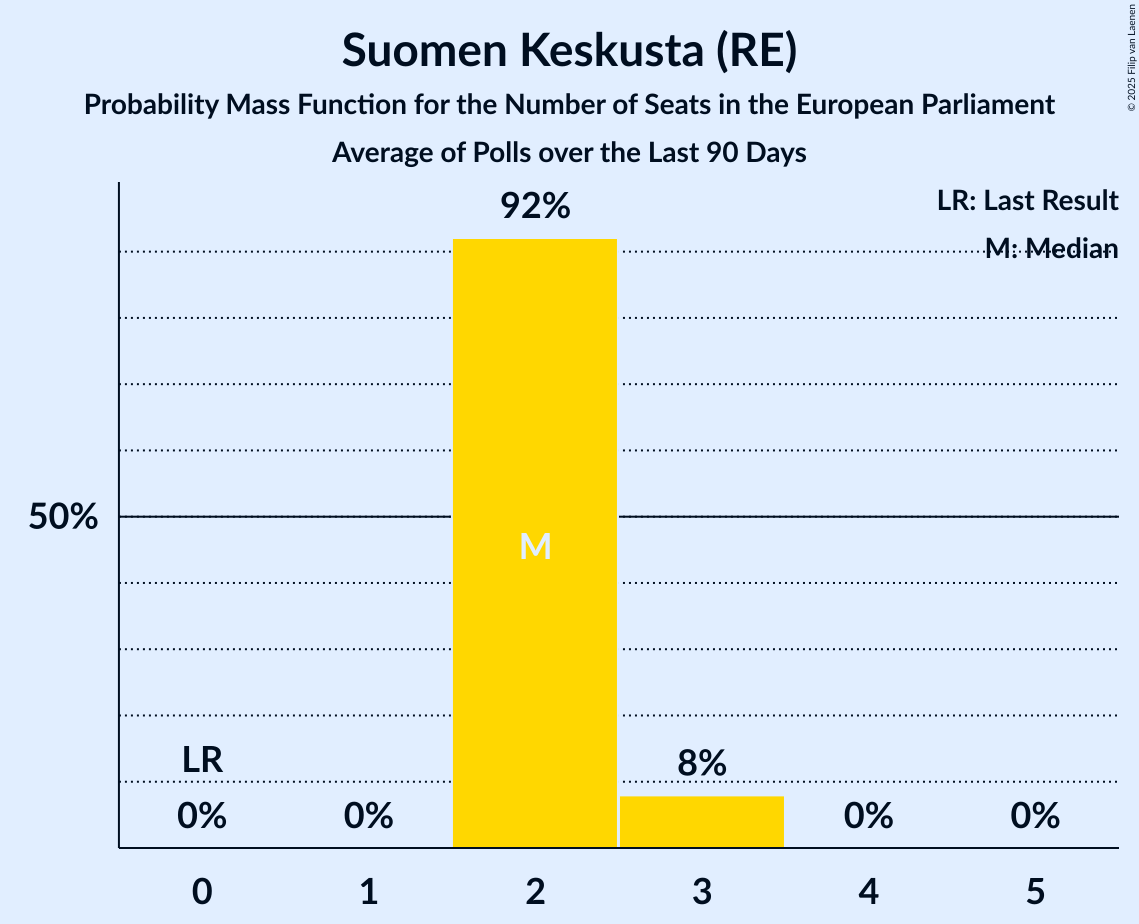 Suomen Keskusta (RE)
Probability Mass Function for the Number of Seats in the European Parliament
Average of Polls over the Last 90 Days
© 2025 Filip van Laenen
LR: Last Result
M: Median
92%
50%
M
LR
8%
0%
0%
0%
0%
0
1
2
3
4
5